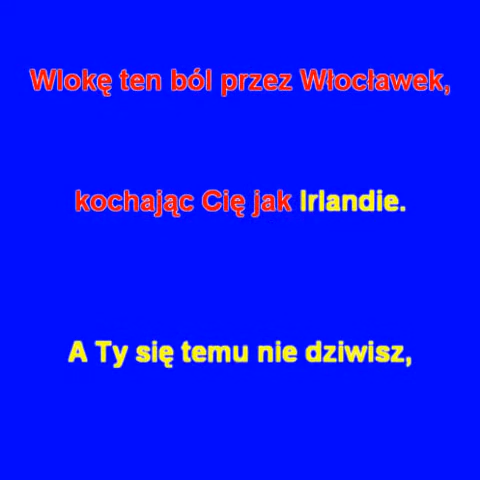 Wlokę ten ból przez Włocławek,
kochając Cię jak Irlandie.
A Ty się temu nie dziwisz,